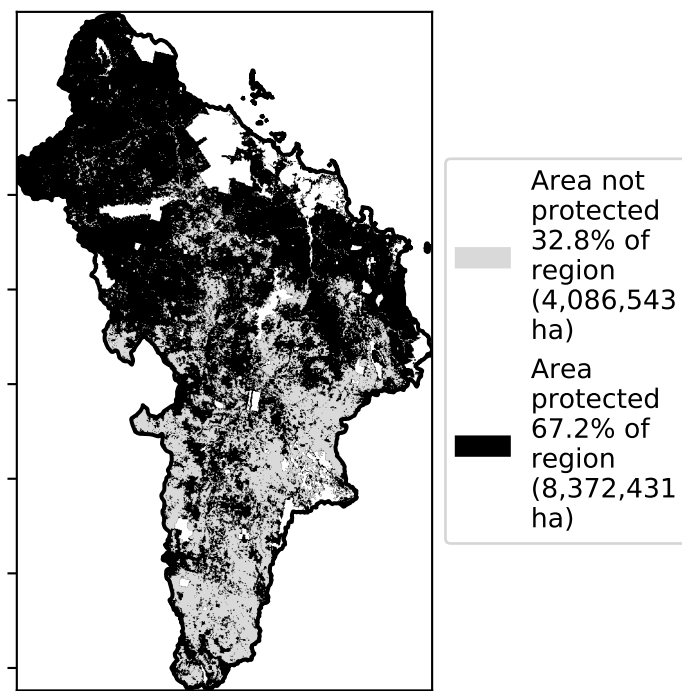 Area not
protected
32.8% of
region
(4,086,543
ha)
Area
protected
67.2% of
region
(8,372,431
ha)